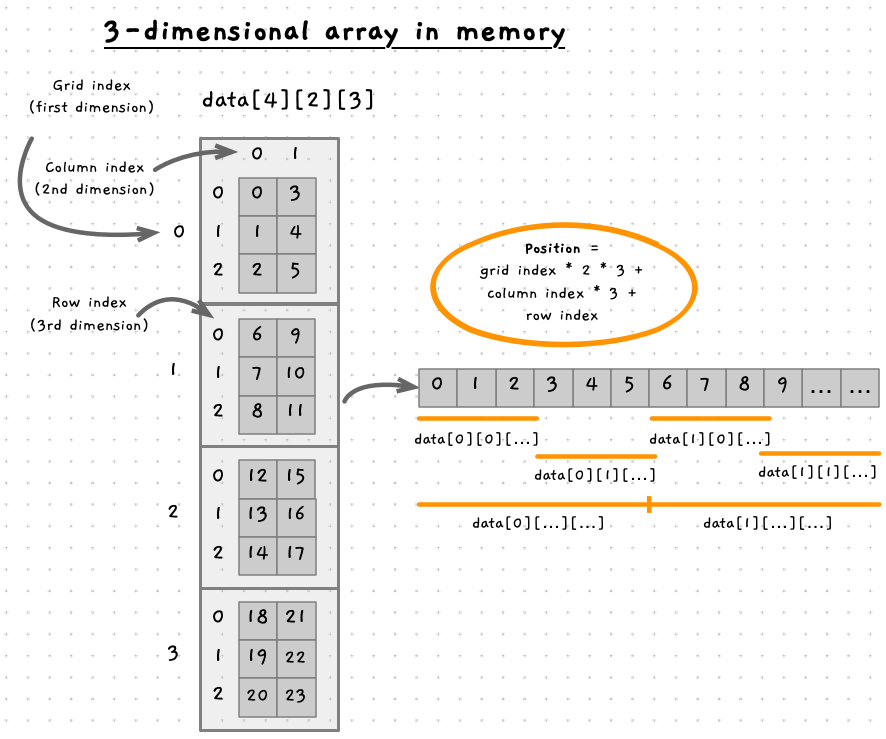 3-dimensional array in memory
Grid index
(first dimension)
data[4][2][3]
0 1
Column index
(2nd dimension)
0 0 3
0 1 1 4
2 2 5
Row index
(3rd dimension)
0 6 9
1 1 7 10
2 8 11
0 12 15
2 1 13 16
2 14 17
0 18 21
3 1 19 22
2 20 23
Position =
grid index * 2 * 3 +
column index * 3 +
row index
0 1 2 3 4 5 6 7 8 9 ... ...
data[0][0][...] data[1][0][...]
data[0][1][...] data[1][1][...]
data[0][...][...] data[1][...][...]